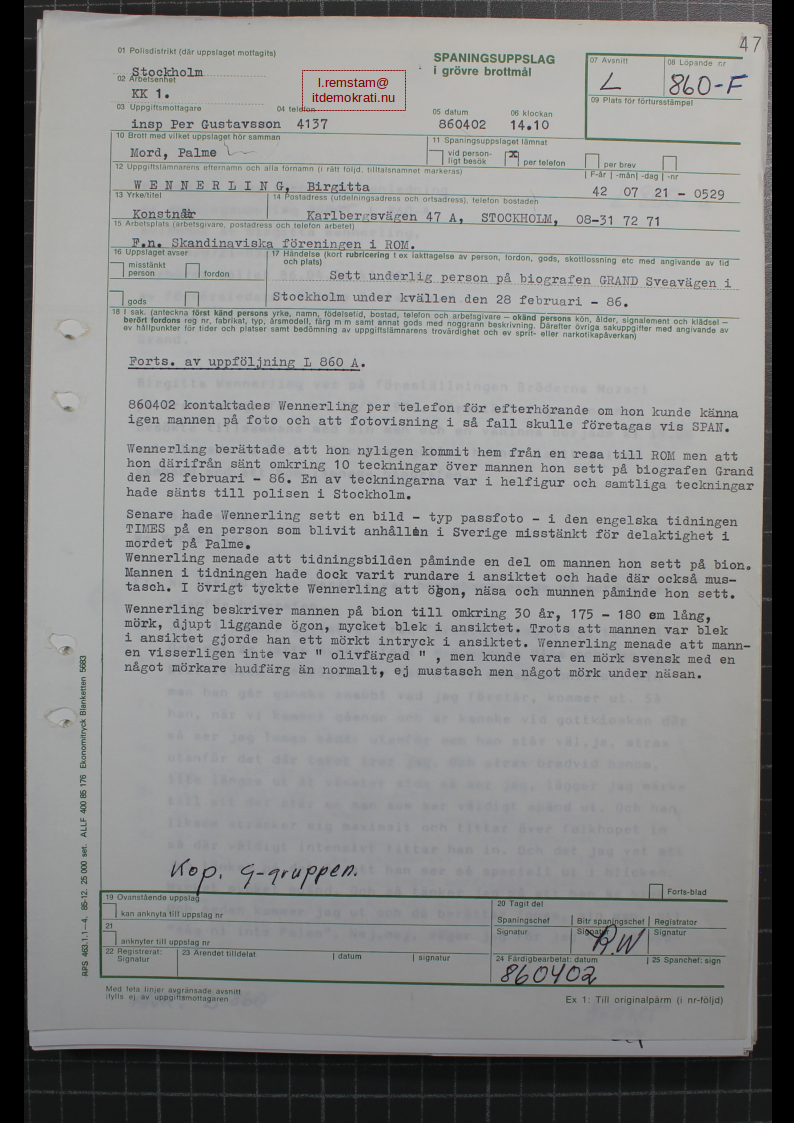 47
01 Polisdistrikt (där uppslaget mottagits)
Stockholm
02 Arbetsenhet
KK 1.
03 Uppgiftsmottagare
04 telefon
insp Per Gustavsson 4137
l.remstam@
itdemokrati.nu
SPANINGSUPPSLAG
i grövre brottmål
05 datum
06 klockan
860402 14.10
07 Avsnitt
L
08 Löpande nr
860-F
09 Plats för förtursstämpel
10 Brott med vilket uppslaget hör samman
Mord, Palme
11 Spaningsuppslaget lämnat
vid person-
ligt besök
per telefon
per brev
12 Uppgiftslämnarens efternamn och alla förnamn (i rätt följd, tilltalsnamnet markeras)
F-år | -mån| -dag | -nr
W E N N E R L I N G, Birgitta
42 07 21 - 0529
13 Yrke/titel
14 Postadress (utdelningsadress och ortsadress), telefon bostaden
Konstnär
Karlbergsvägen 47 A, STOCKHOLM, 08-31 72 71
15 Arbetsplats (arbetsgivare, postadress och telefon arbetet)
F.n. Skandinaviska föreningen i ROM.
16 Uppslaget avser
misstänkt
person
fordon
gods
17 Händelse (kort rubricering t ex iakttagelse av person, fordon, gods, skottlossning etc med angivande av tid
och plats)
Sett underlig person på biografen GRAND Sveavägen i
Stockholm under kvällen den 28 februari - 86.
18 I sak. (anteckna först känd persons yrke, namn, födelsetid, bostad, telefon och arbetsgivare – okänd persons kön, ålder, signalement och klädsel –
berört fordons reg nr, fabrikat, typ, årsmodell, färg m m samt annat gods med noggrann beskrivning. Därefter övriga sakuppgifter med angivande av
ev hållpunkter för tider och platser samt bedömning av uppgiftslämnarens trovärdighet och ev sprit- eller narkotikapåverkan)
Forts. av uppföljning L 860 A.
860402 kontaktades Wennerling per telefon för efterhörande om hon kunde känna
igen mannen på foto och att fotovisning i så fall skulle företagas vis SPAN.
Wennerling berättade att hon nyligen kommit hem från en resa till ROM men att
hon därifrån sänt omkring 10 teckningar över mannen hon sett på biografen Grand
den 28 februari - 86. En av teckningarna var i helfigur och samtliga teckningar
hade sänts till polisen i Stockholm.
Senare hade Wennerling sett en bild - typ passfoto - i den engelska tidningen
TIMES på en person som blivit anhållen i Sverige misstänkt för delaktighet i
mordet på Palme.
Wennerling menade att tidningsbilden påminde en del om mannen hon sett på bion.
Mannen i tidningen hade dock varit rundare i ansiktet och hade där också mus-
tasch. I övrigt tyckte Wennerling att ögon, näsa och munnen påminde hon sett.
Wennerling beskriver mannen på bion till omkring 30 år, 175 - 180 cm lång,
mörk, djupt liggande ögon, mycket blek i ansiktet. Trots att mannen var blek
i ansiktet gjorde han ett mörkt intryck i ansiktet. Wennerling menade att mann-
en visserligen inte var " olivfärgad " , men kunde vara en mörk svensk med en
något mörkare hudfärg än normalt, ej mustasch men något mörk under näsan.
Kop. G-gruppen.
RPS 463.1.1—4. 85-12. 25 000 set. ALLF 400 85 176 Ekonomitryck Blanketten 5683
Forts-blad
19 Ovanstående uppslag
kan anknyta till uppslag nr
20 Tagit del
Spaningschef | Bitr spaningschef | Registrator
Signatur | Signatur | Signatur
RW
21
anknyter till uppslag nr
22 Registrerat:
Signatur
23 Ärendet tilldelat
| datum
| signatur
24 Färdigbearbetat: datum
860402
25 Spanchef: sign
Med feta linjer avgränsade avsnitt
ifylls ej av uppgiftsmottagaren
Ex 1: Till originalpärm (i nr-följd)